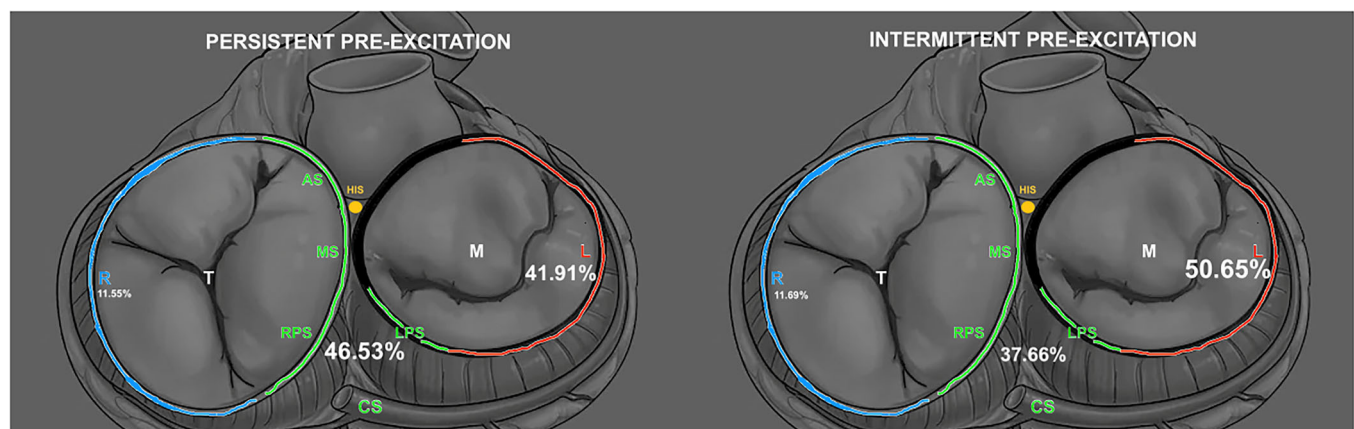 PERSISTENT PRE-EXCITATION
AS
HIS
MS
M
L
R
T
41.91%
11.55%
RPS
LPS
46.53%
CS
INTERMITTENT PRE-EXCITATION
AS
HIS
MS
M
L
R
T
50.65%
11.69%
RPS
LPS
37.66%
CS